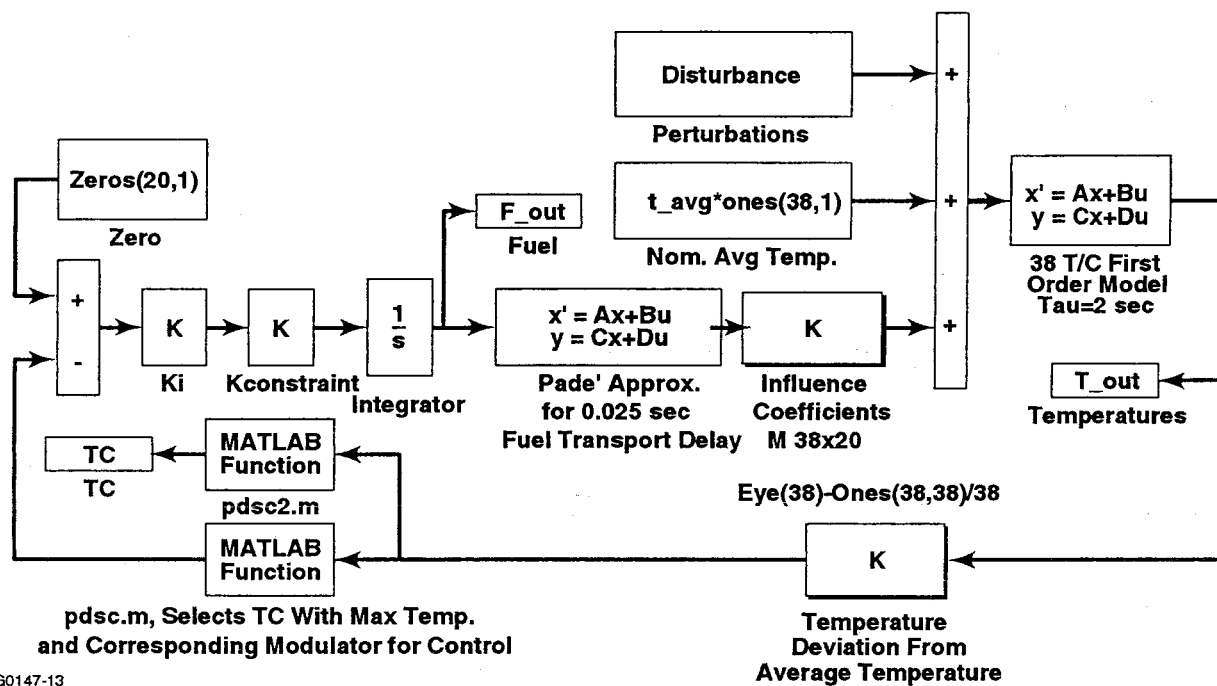 Disturbance
+
Perturbations
Zeros(20,1)
Zero
t_avg*ones(38,1)
+
x' = Ax+Bu
y = Cx+Du
F_out
Fuel
Nom. Avg Temp.
38 T/C First
Order Model
Tau=2 sec
+
-
K
Ki
K
Kconstraint
1
s
Integrator
x' = Ax+Bu
y = Cx+Du
Pade' Approx.
for 0.025 sec
Fuel Transport Delay
K
Influence
Coefficients
M 38x20
+
T_out
Temperatures
TC
TC
MATLAB
Function
pdsc2.m
Eye(38)-Ones(38,38)/38
MATLAB
Function
K
pdsc.m, Selects TC With Max Temp.
and Corresponding Modulator for Control
Temperature
Deviation From
Average Temperature
G0147-13